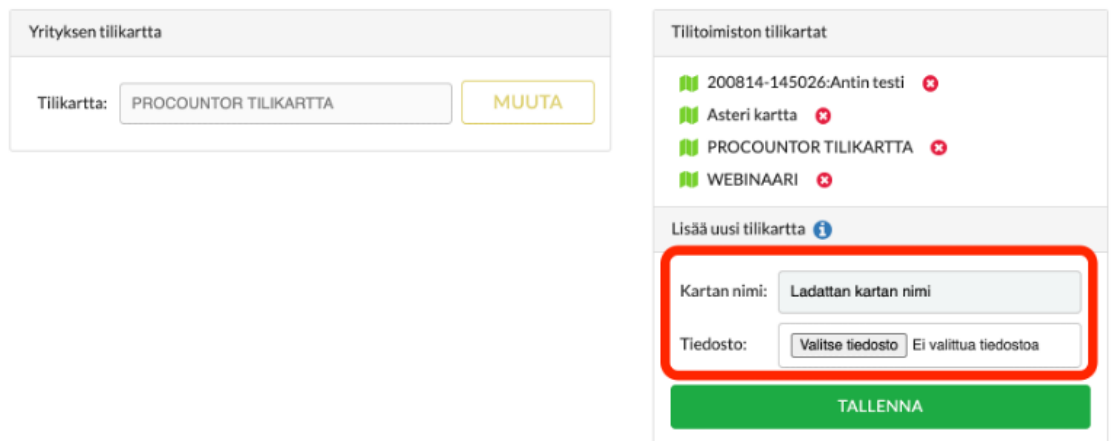 Yrityksen tilikartta
Tilikartta: PROCOUNTOR TILIKARTTA MUUTA
Tilitoimiston tilikartat
200814-145026:Antin testi
Asteri kartta
PROCOUNTOR TILIKARTTA
WEBINAARI
Lisää uusi tilikartta
Kartan nimi: Ladattan kartan nimi
Tiedosto: Valitse tiedosto Ei valittua tiedostoa
TALLENNA